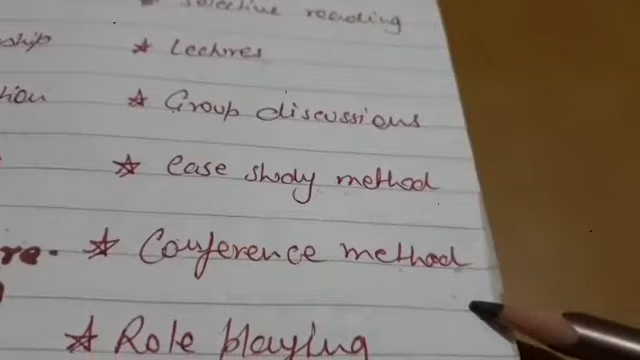 ★ Selective reading
★ Lectures
★ Group discussions
★ Case study method
★ Conference method
★ Role playing